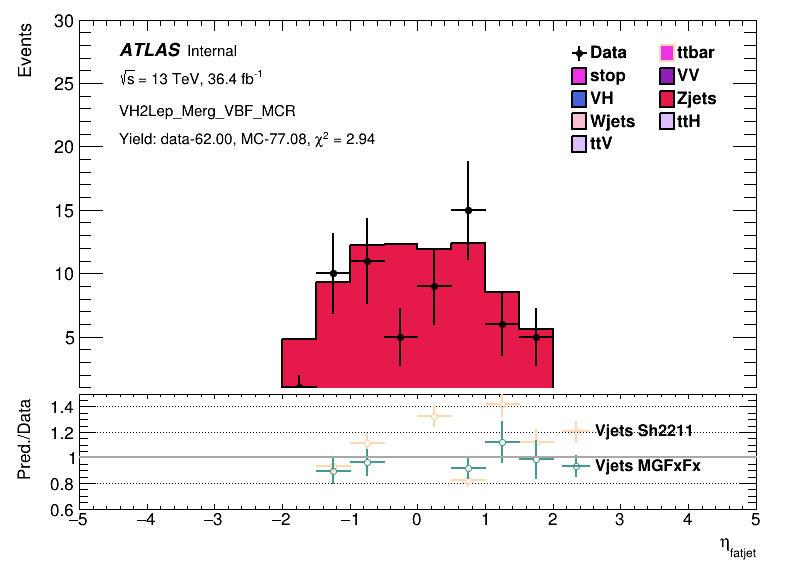 Events
30
25
20
15
10
5
ATLAS Internal
√s = 13 TeV, 36.4 fb⁻¹
VH2Lep_Merg_VBF_MCR
Yield: data-62.00, MC-77.08, χ² = 2.94
Data ttbar
stop VV
VH Zjets
Wjets ttH
ttV
Pred./Data
1.4
1.2
1
0.8
0.6
Vjets Sh2211
Vjets MGFxFx
−5 −4 −3 −2 −1 0 1 2 3 4 5
η_fatjet